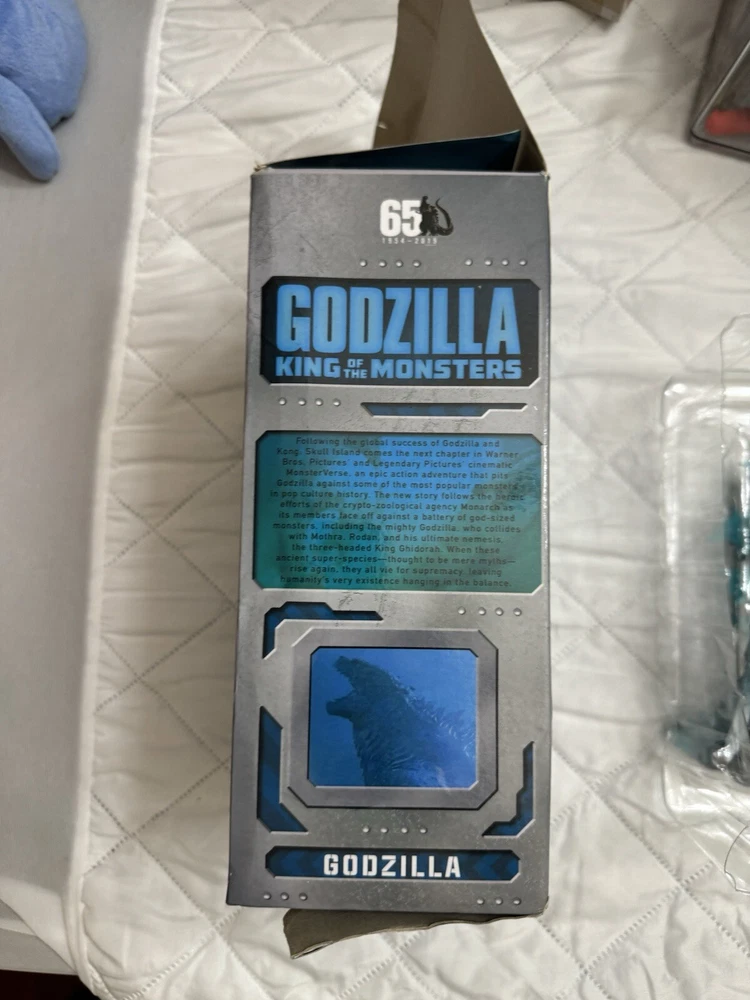 65
1954-2019
GODZILLA
KING OF THE MONSTERS
Following the global success of Godzilla and
Kong: Skull Island comes the next chapter in Warner
Bros. Pictures' and Legendary Pictures' cinematic
MonsterVerse, an epic action adventure that pits
Godzilla against some of the most popular monsters
in pop culture history. The new story follows the heroic
efforts of the crypto-zoological agency Monarch as
its members face off against a battery of god-sized
monsters, including the mighty Godzilla, who collides
with Mothra, Rodan, and his ultimate nemesis,
the three-headed King Ghidorah. When these
ancient super-species—thought to be mere myths—
rise again, they all vie for supremacy, leaving
humanity's very existence hanging in the balance.
GODZILLA